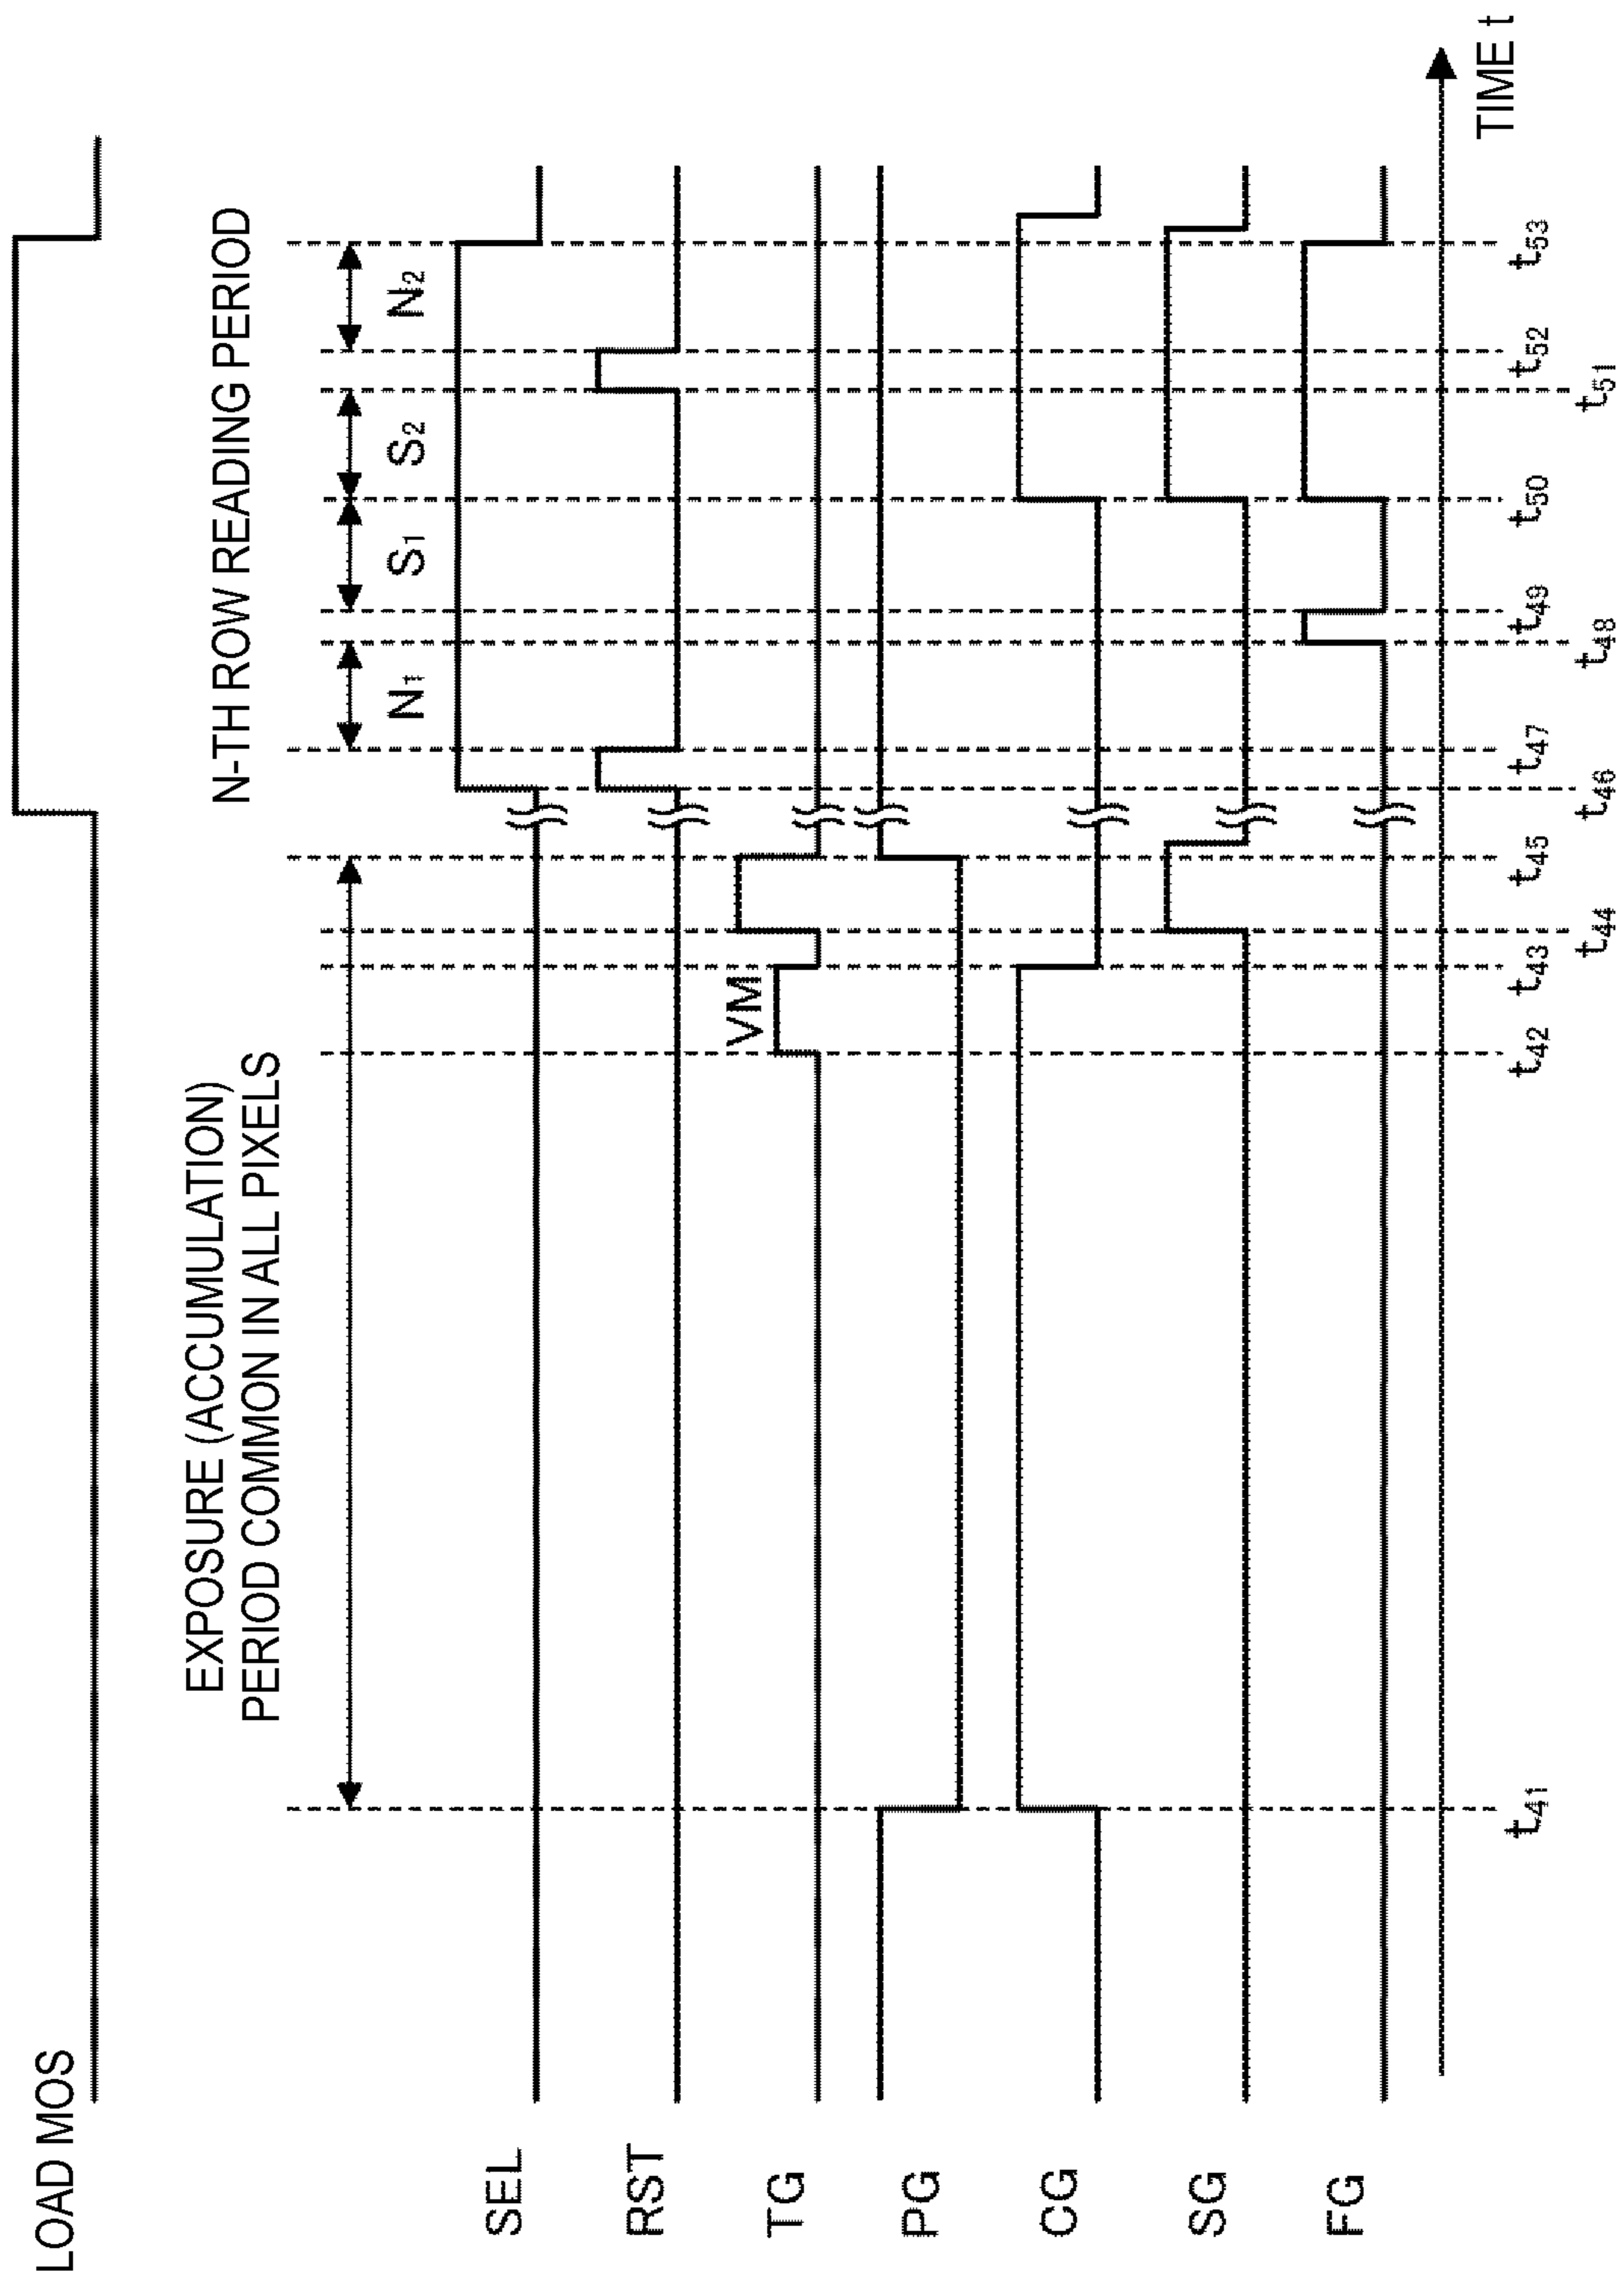 LOAD MOS
EXPOSURE (ACCUMULATION)
PERIOD COMMON IN ALL PIXELS
N-TH ROW READING PERIOD
N₁ S₁ S₂ N₂
SEL
RST
VM
TG
PG
CG
SG
FG
t₄₁ t₄₂ t₄₃ t₄₄ t₄₅ t₄₆ t₄₇ t₄₈ t₄₉ t₅₀ t₅₁ t₅₂ t₅₃
TIME t